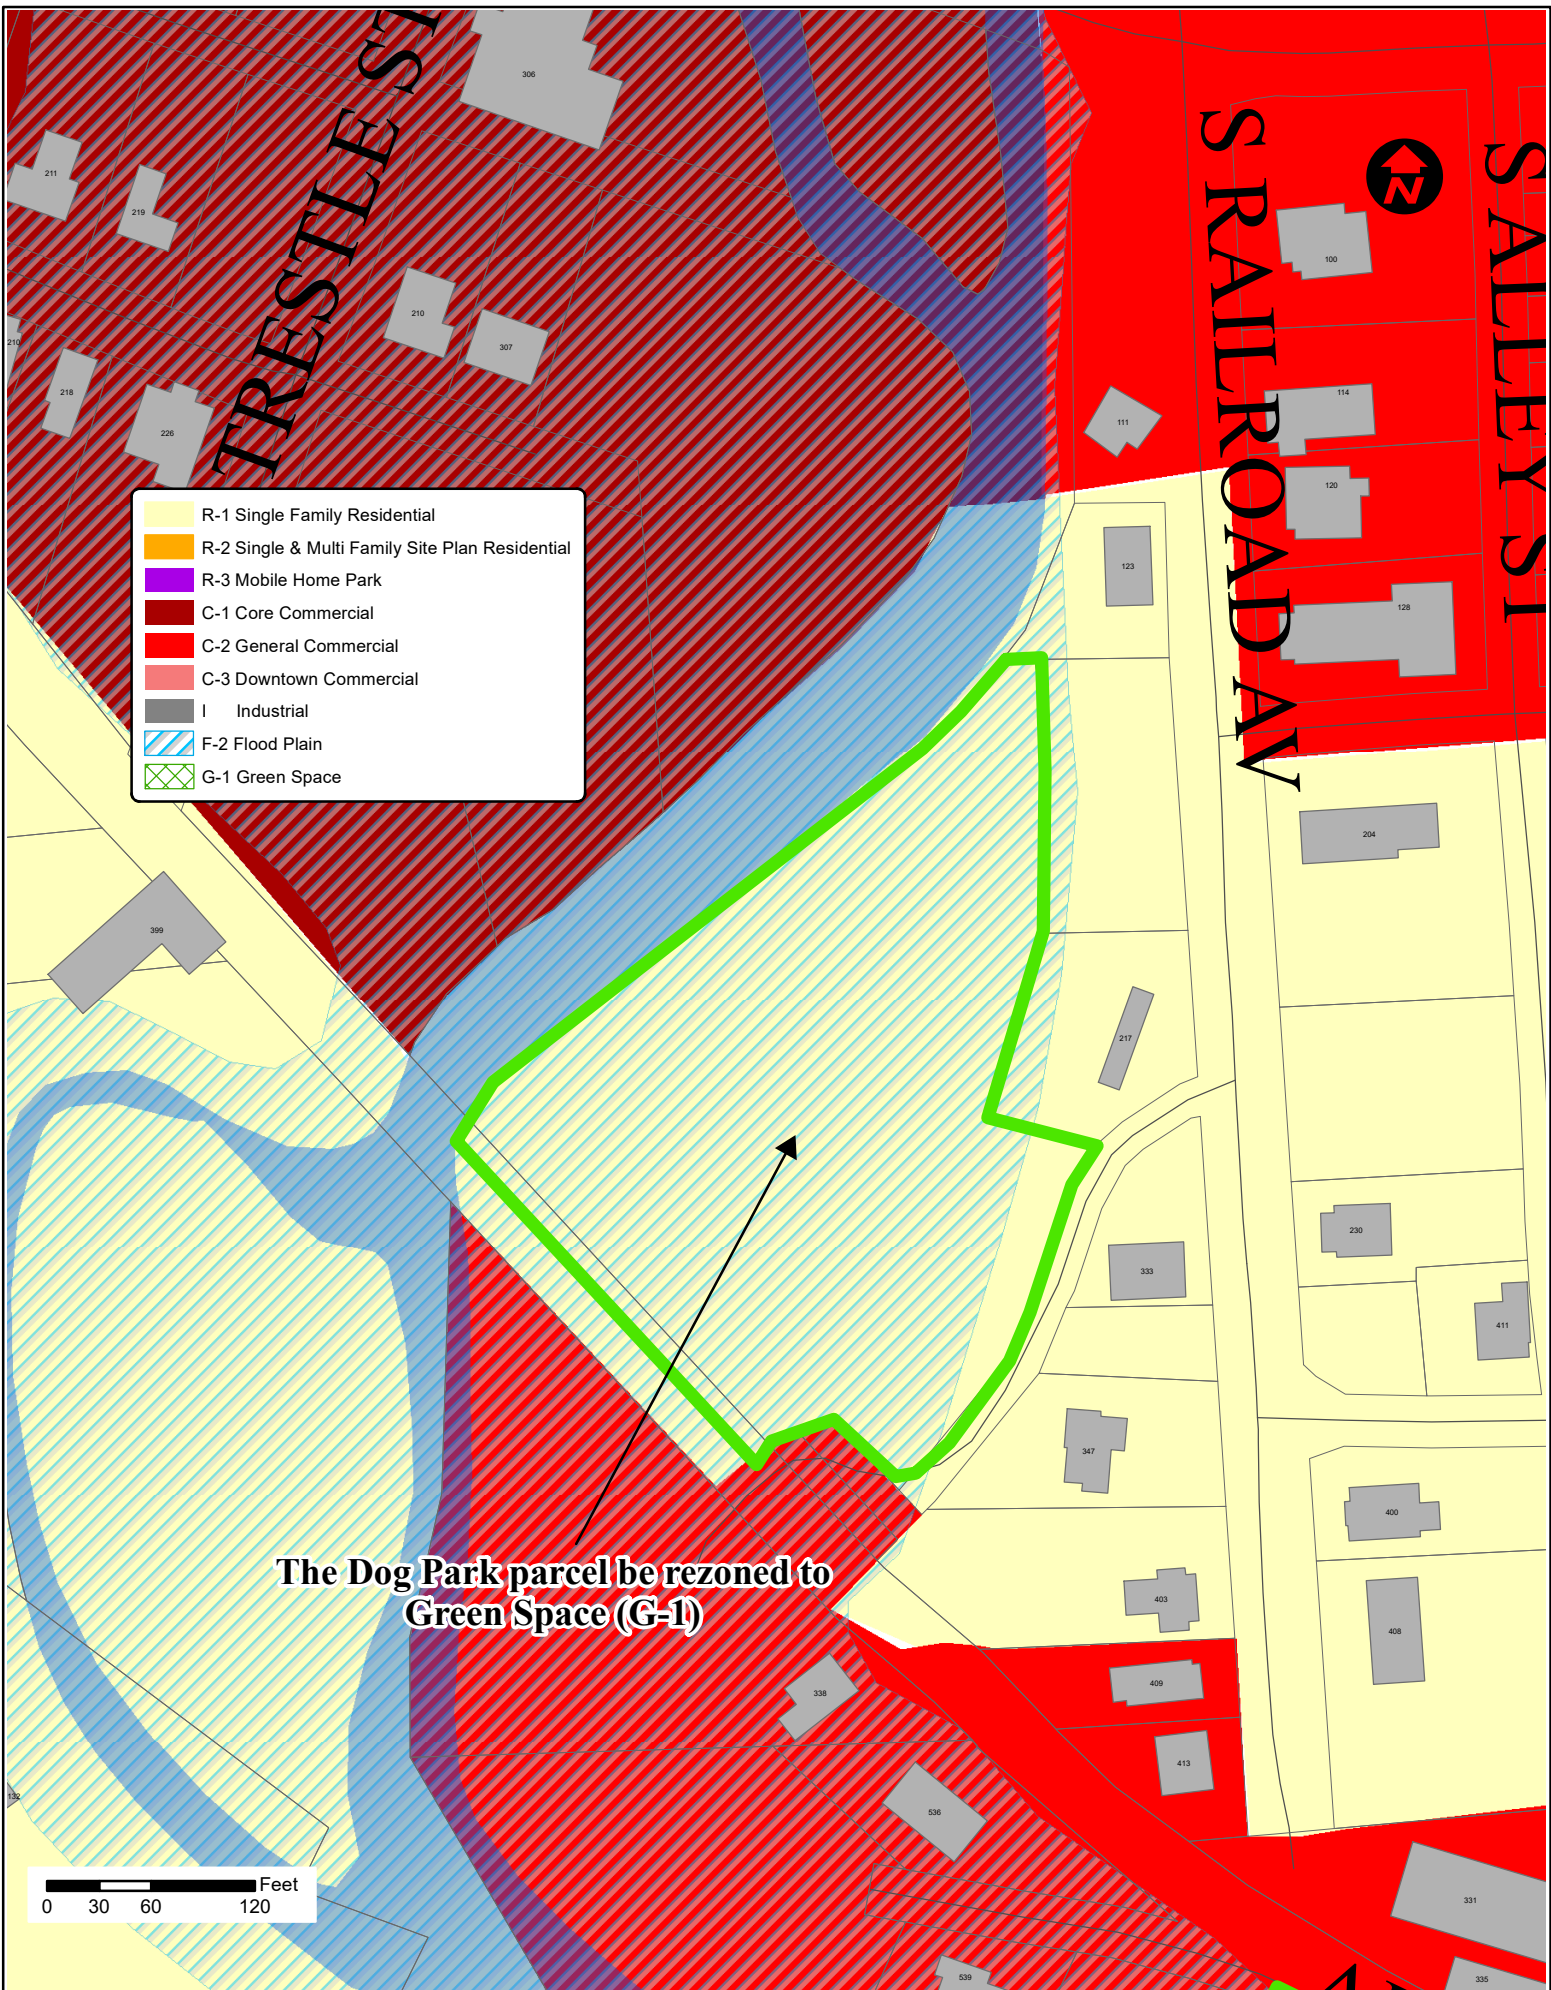 TRESTLE ST
306
211
219
210
307
210
218
226
S RAILROAD AV
N
S ALLEY ST
100
114
111
120
123
128
R-1 Single Family Residential
R-2 Single & Multi Family Site Plan Residential
R-3 Mobile Home Park
C-1 Core Commercial
C-2 General Commercial
C-3 Downtown Commercial
I Industrial
F-2 Flood Plain
G-1 Green Space
204
399
217
230
333
411
347
400
403
408
The Dog Park parcel be rezoned to
Green Space (G-1)
409
338
413
132
536
Feet
0 30 60 120
331
539
335